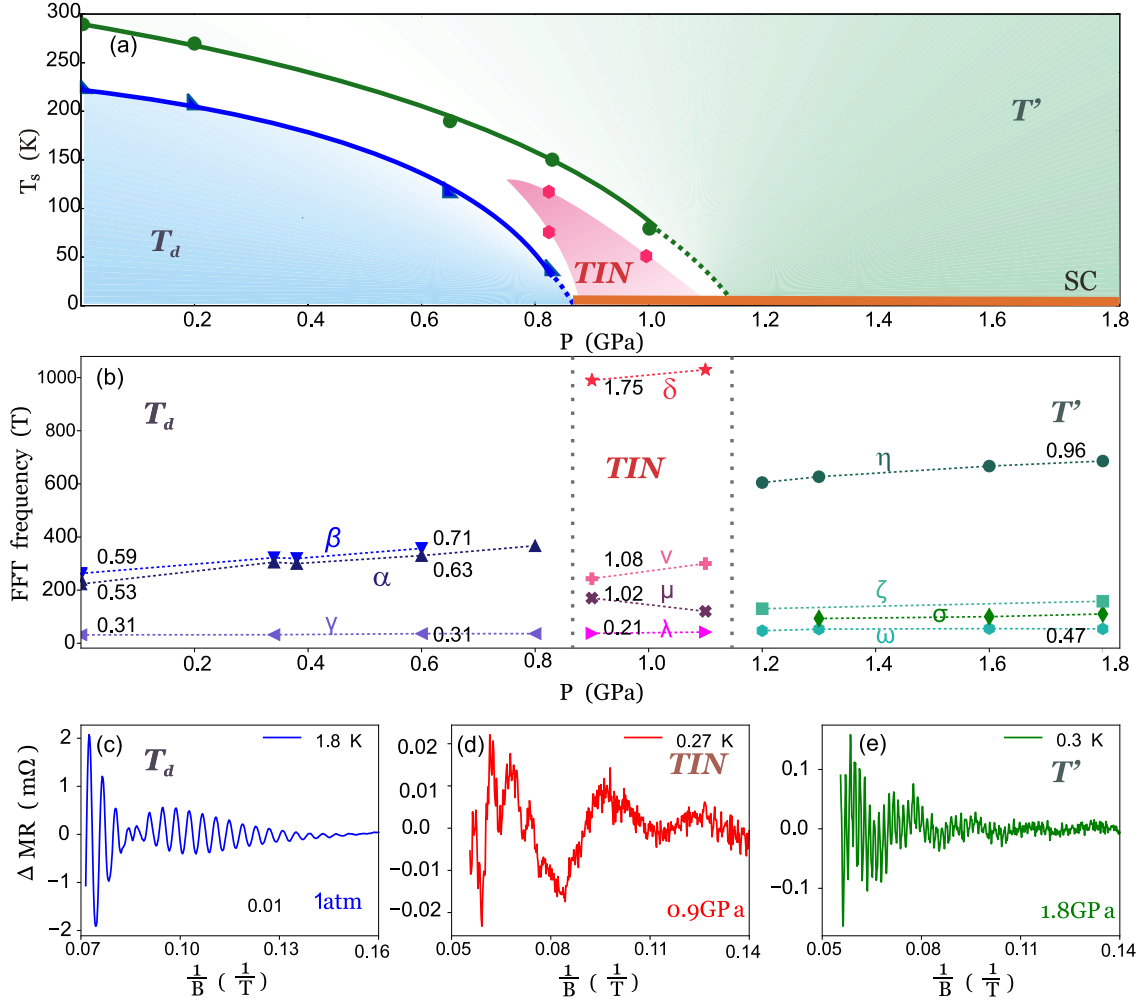 (a)
T_s (K)
300
250
200
150
100
50
0
T_d
TIN
T'
SC
0.2 0.4 0.6 0.8 1.0 1.2 1.4 1.6 1.8
P (GPa)
(b)
FFT frequency (T)
1000
800
600
400
200
0
T_d
TIN
T'
1.75 δ
η 0.96
β 0.71
0.59
α 0.63
0.53
γ
0.31 0.31
ν
1.08
μ
1.02
λ
0.21
ζ
σ
ω 0.47
0.2 0.4 0.6 0.8 1.0 1.2 1.4 1.6 1.8
P (GPa)
(c)
Δ MR (mΩ)
2
1
0
−1
−2
T_d
1.8 K
0.01
1atm
0.07 0.10 0.13 0.16
1/B (1/T)
(d)
0.02
0.01
0.0
−0.01
−0.02
0.27 K
TIN
0.9GPa
0.05 0.08 0.11 0.14
1/B (1/T)
(e)
0.1
0.0
−0.1
0.3 K
T'
1.8GPa
0.05 0.08 0.11 0.14
1/B (1/T)